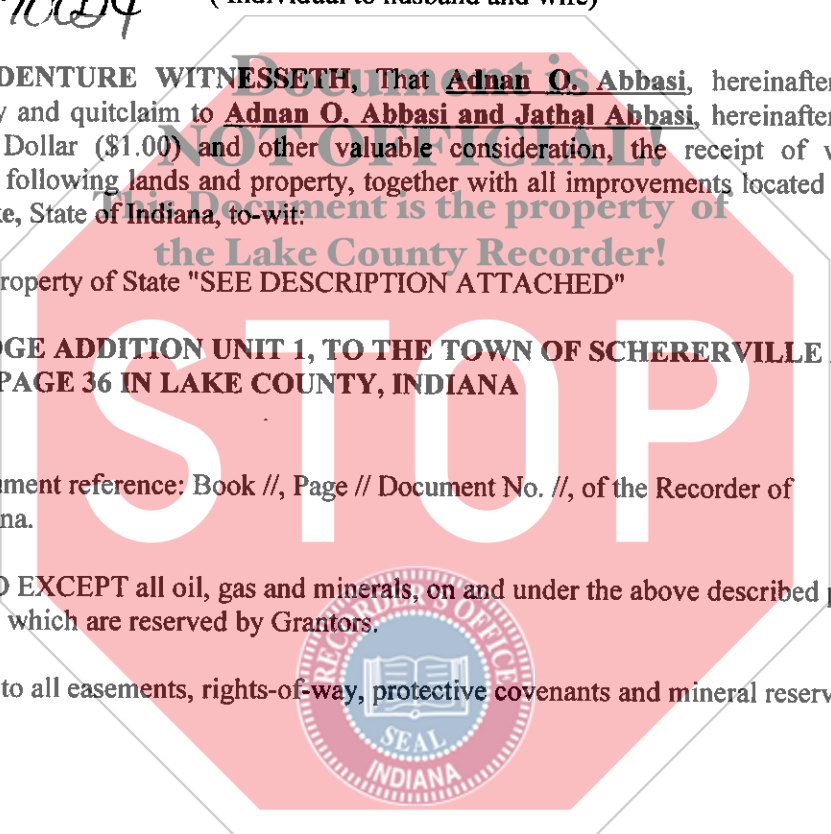 ( Individual to husband and wife)
Document is
DENTURE WITNESSETH, That Adnan O. Abbasi, hereinafter
y and quitclaim to Adnan O. Abbasi and Jathal Abbasi, hereinafter
NOT OFFICIAL!
Dollar ($1.00) and other valuable consideration, the receipt of
following lands and property, together with all improvements located
This Document is the property of
ke, State of Indiana, to-wit:
the Lake County Recorder!
roperty of State "SEE DESCRIPTION ATTACHED"
STOP
GE ADDITION UNIT 1, TO THE TOWN OF SCHERERVILLE
PAGE 36 IN LAKE COUNTY, INDIANA
ment reference: Book //, Page // Document No. //, of the Recorder of
na.
EXCEPT all oil, gas and minerals, on and under the above described
which are reserved by Grantors.
to all easements, rights-of-way, protective covenants and mineral reserv
RECORDER'S OFFICE
SEAL
INDIANA